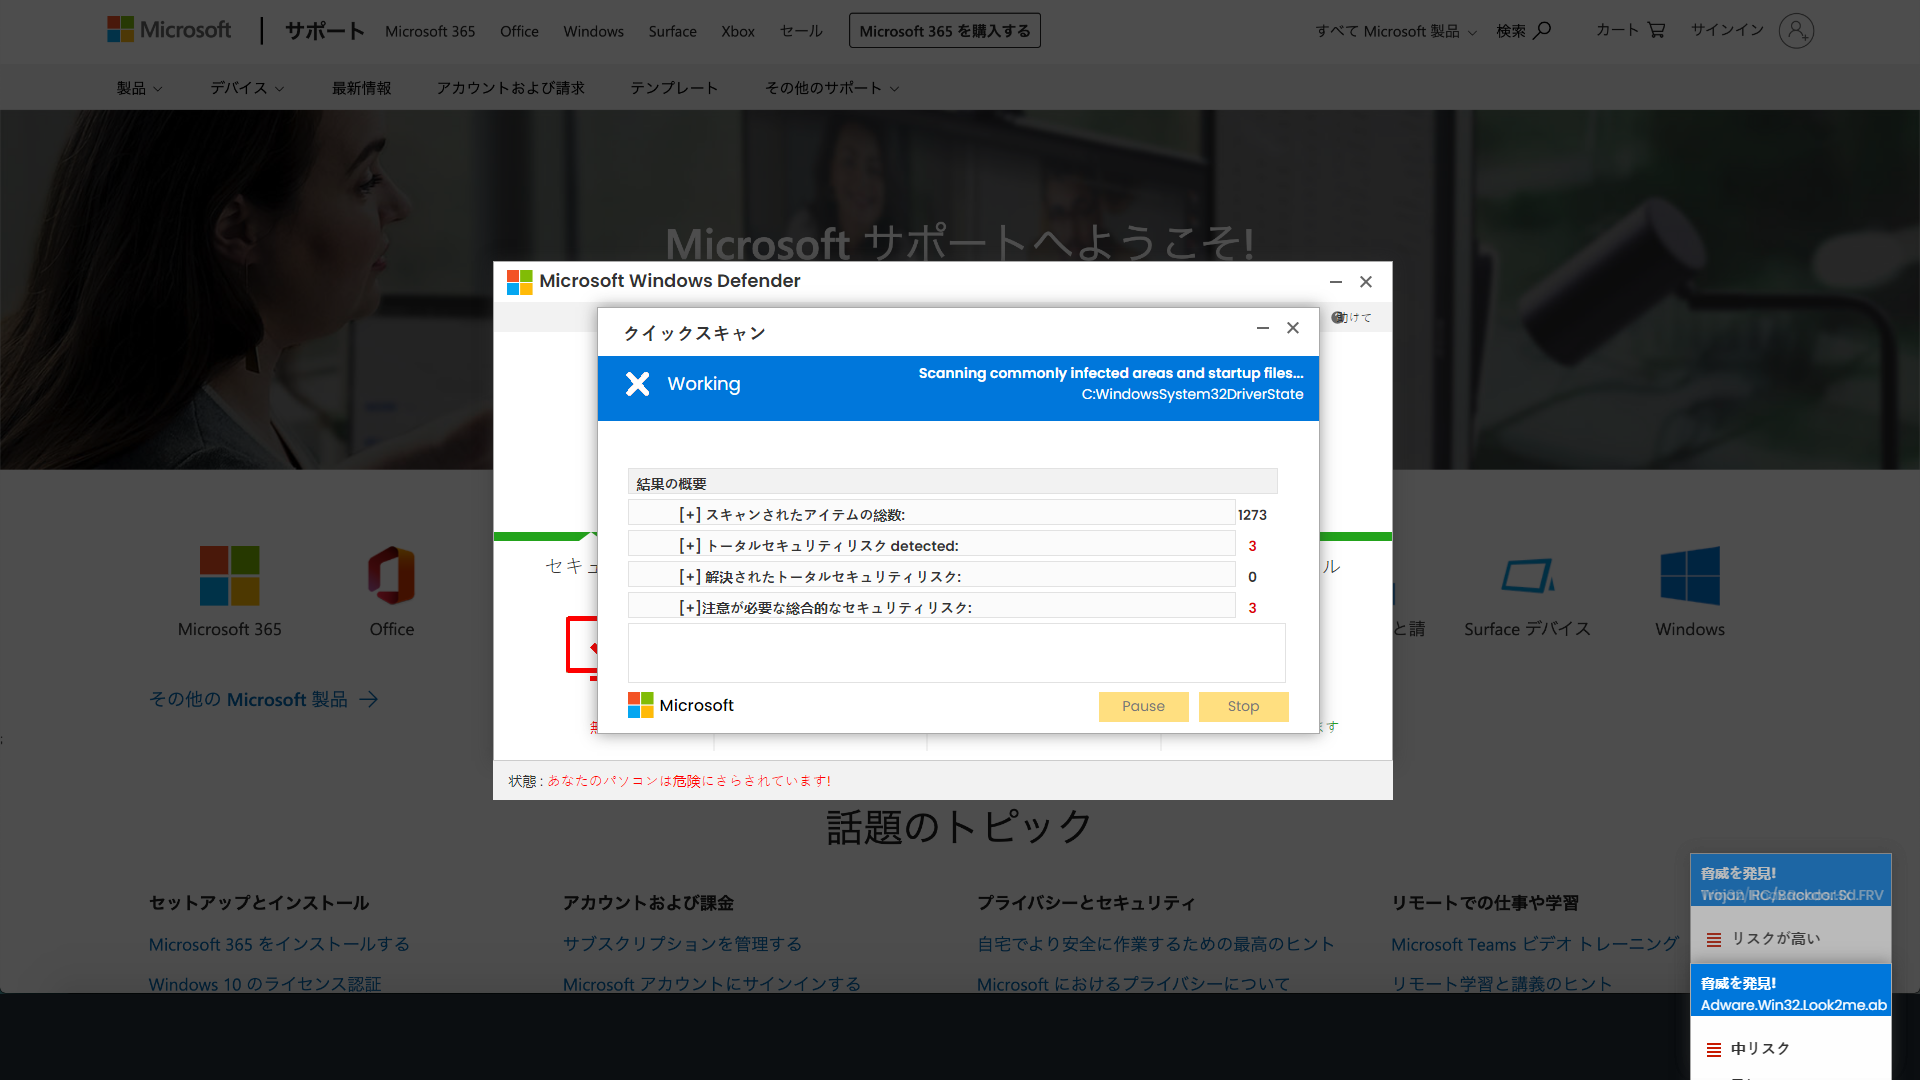 Microsoft
サポート
Microsoft 365
Office
Windows
Surface
Xbox
セール
Microsoft 365 を購入する
すべて Microsoft 製品
検索
カート
サインイン
製品
デバイス
最新情報
アカウントおよび請求
テンプレート
その他のサポート
Microsoft サポートへようこそ!
Microsoft Windows Defender
けて
クイックスキャン
Working
Scanning commonly infected areas and startup files...
C:WindowsSystem32DriverState
結果の概要
[+] スキャンされたアイテムの総数: 1273
[+] トータルセキュリティリスク detected: 3
[+] 解決されたトータルセキュリティリスク: 0
[+]注意が必要な総合的なセキュリティリスク: 3
Microsoft
Pause
Stop
セキュ
ル
ます
状態 : あなたのパソコンは危険にさらされています!
Microsoft 365
Office
と請
Surface デバイス
Windows
その他の Microsoft 製品
話題のトピック
セットアップとインストール
Microsoft 365 をインストールする
Windows 10 のライセンス認証
アカウントおよび課金
サブスクリプションを管理する
Microsoft アカウントにサインインする
プライバシーとセキュリティ
自宅でより安全に作業するための最高のヒント
Microsoft におけるプライバシーについて
リモートでの仕事や学習
Microsoft Teams ビデオ トレーニング
リモート学習と講義のヒント
脅威を発見!
リスクが高い
脅威を発見!
Adware.Win32.Look2me.ab
中リスク